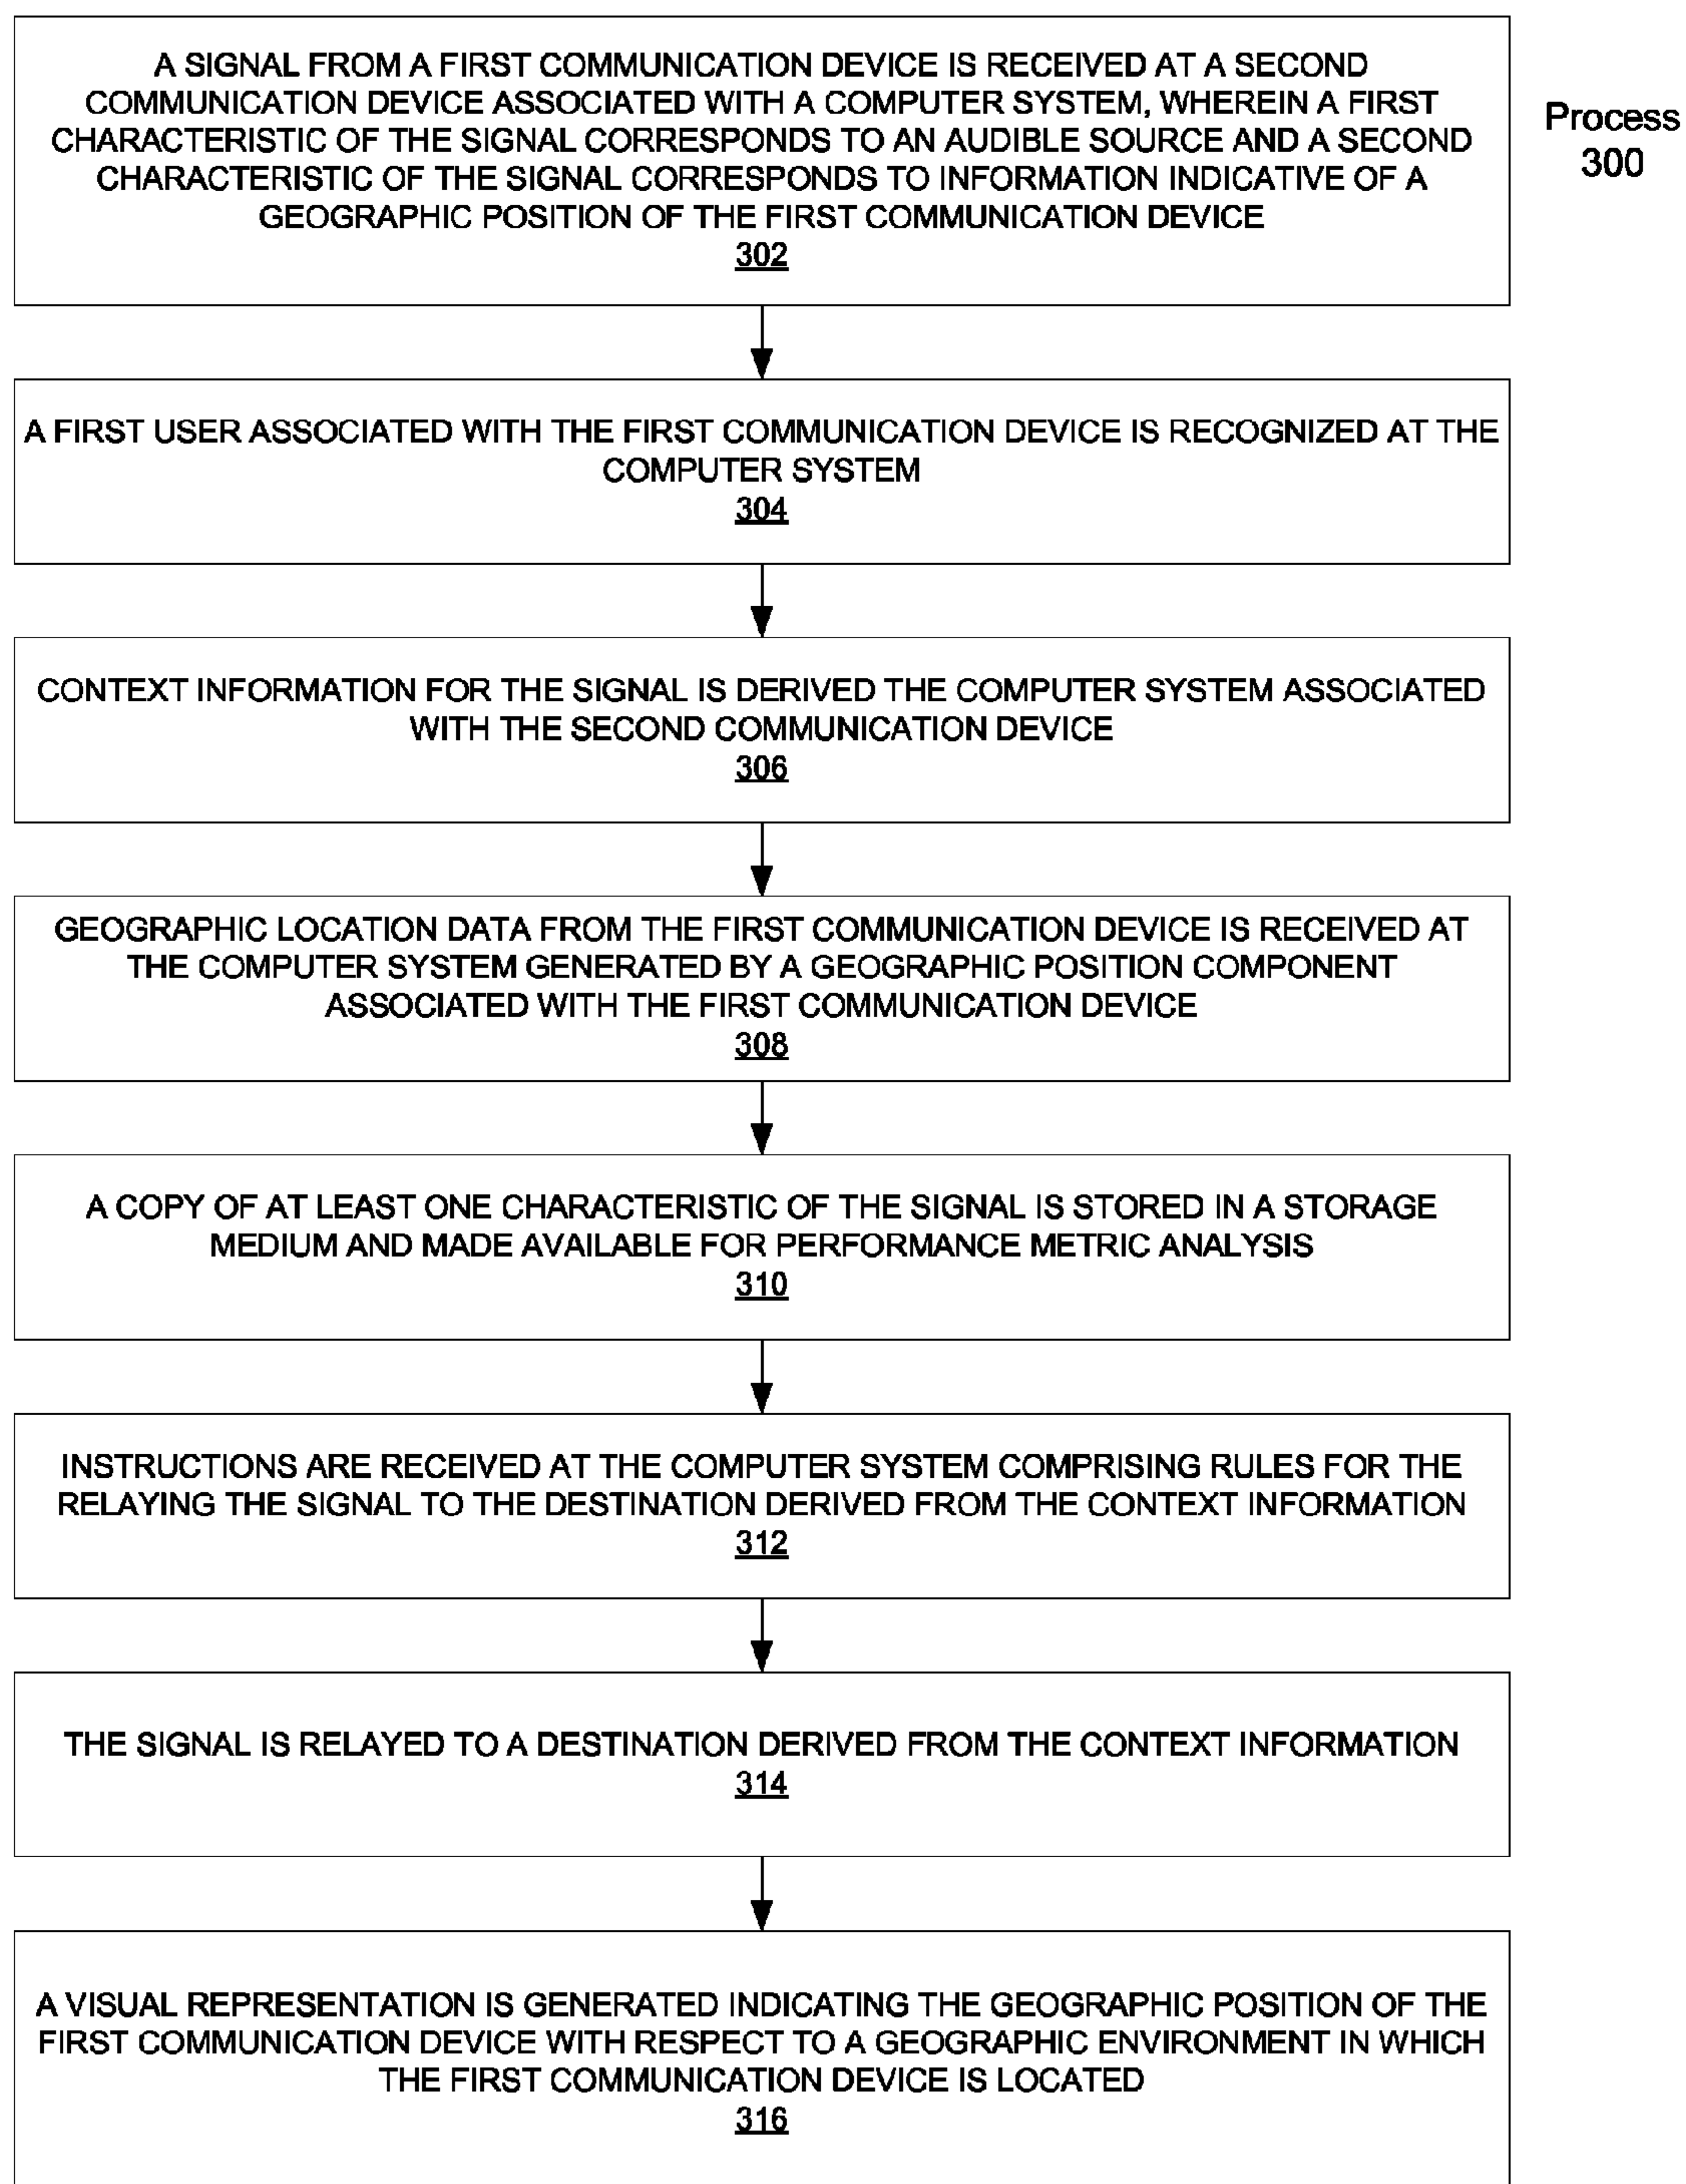 A SIGNAL FROM A FIRST COMMUNICATION DEVICE IS RECEIVED AT A SECOND
COMMUNICATION DEVICE ASSOCIATED WITH A COMPUTER SYSTEM, WHEREIN A FIRST
CHARACTERISTIC OF THE SIGNAL CORRESPONDS TO AN AUDIBLE SOURCE AND A SECOND
CHARACTERISTIC OF THE SIGNAL CORRESPONDS TO INFORMATION INDICATIVE OF A
GEOGRAPHIC POSITION OF THE FIRST COMMUNICATION DEVICE
302
Process
300
A FIRST USER ASSOCIATED WITH THE FIRST COMMUNICATION DEVICE IS RECOGNIZED AT THE
COMPUTER SYSTEM
304
CONTEXT INFORMATION FOR THE SIGNAL IS DERIVED THE COMPUTER SYSTEM ASSOCIATED
WITH THE SECOND COMMUNICATION DEVICE
306
GEOGRAPHIC LOCATION DATA FROM THE FIRST COMMUNICATION DEVICE IS RECEIVED AT
THE COMPUTER SYSTEM GENERATED BY A GEOGRAPHIC POSITION COMPONENT
ASSOCIATED WITH THE FIRST COMMUNICATION DEVICE
308
A COPY OF AT LEAST ONE CHARACTERISTIC OF THE SIGNAL IS STORED IN A STORAGE
MEDIUM AND MADE AVAILABLE FOR PERFORMANCE METRIC ANALYSIS
310
INSTRUCTIONS ARE RECEIVED AT THE COMPUTER SYSTEM COMPRISING RULES FOR THE
RELAYING THE SIGNAL TO THE DESTINATION DERIVED FROM THE CONTEXT INFORMATION
312
THE SIGNAL IS RELAYED TO A DESTINATION DERIVED FROM THE CONTEXT INFORMATION
314
A VISUAL REPRESENTATION IS GENERATED INDICATING THE GEOGRAPHIC POSITION OF THE
FIRST COMMUNICATION DEVICE WITH RESPECT TO A GEOGRAPHIC ENVIRONMENT IN WHICH
THE FIRST COMMUNICATION DEVICE IS LOCATED
316